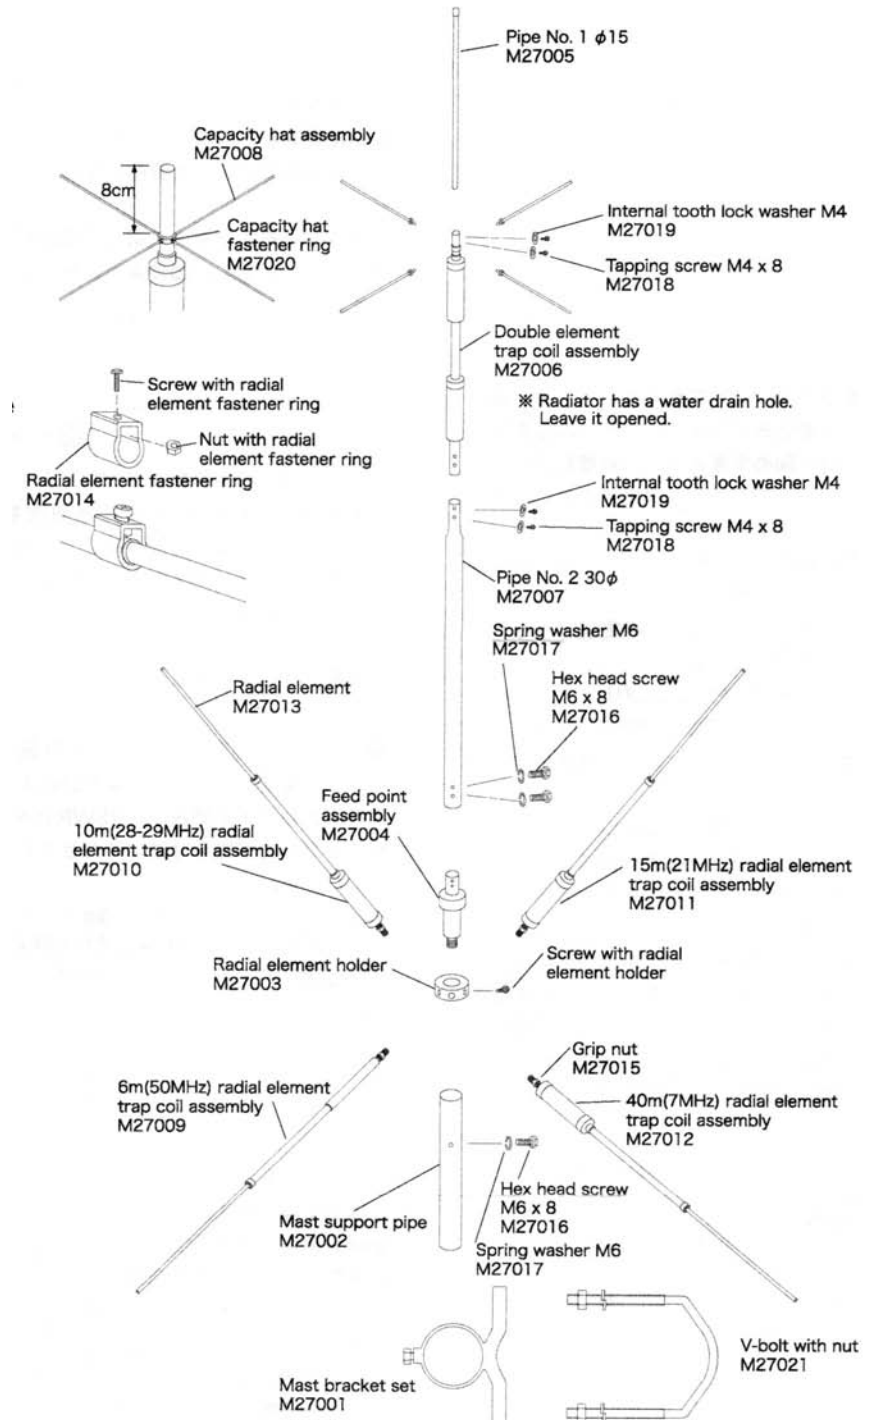 Pipe No. 1 φ15
M27005
Capacity hat assembly
M27008
8cm
Capacity hat
fastener ring
M27020
Internal tooth lock washer M4
M27019
Tapping screw M4 x 8
M27018
Double element
trap coil assembly
M27006
※ Radiator has a water drain hole.
Leave it opened.
Screw with radial
element fastener ring
Nut with radial
element fastener ring
Radial element fastener ring
M27014
Internal tooth lock washer M4
M27019
Tapping screw M4 x 8
M27018
Pipe No. 2 30φ
M27007
Spring washer M6
M27017
Hex head screw
M6 x 8
M27016
Radial element
M27013
Feed point
assembly
M27004
10m(28-29MHz) radial
element trap coil assembly
M27010
15m(21MHz) radial element
trap coil assembly
M27011
Radial element holder
M27003
Screw with radial
element holder
Grip nut
M27015
6m(50MHz) radial element
trap coil assembly
M27009
40m(7MHz) radial element
trap coil assembly
M27012
Hex head screw
M6 x 8
M27016
Mast support pipe
M27002
Spring washer M6
M27017
V-bolt with nut
M27021
Mast bracket set
M27001